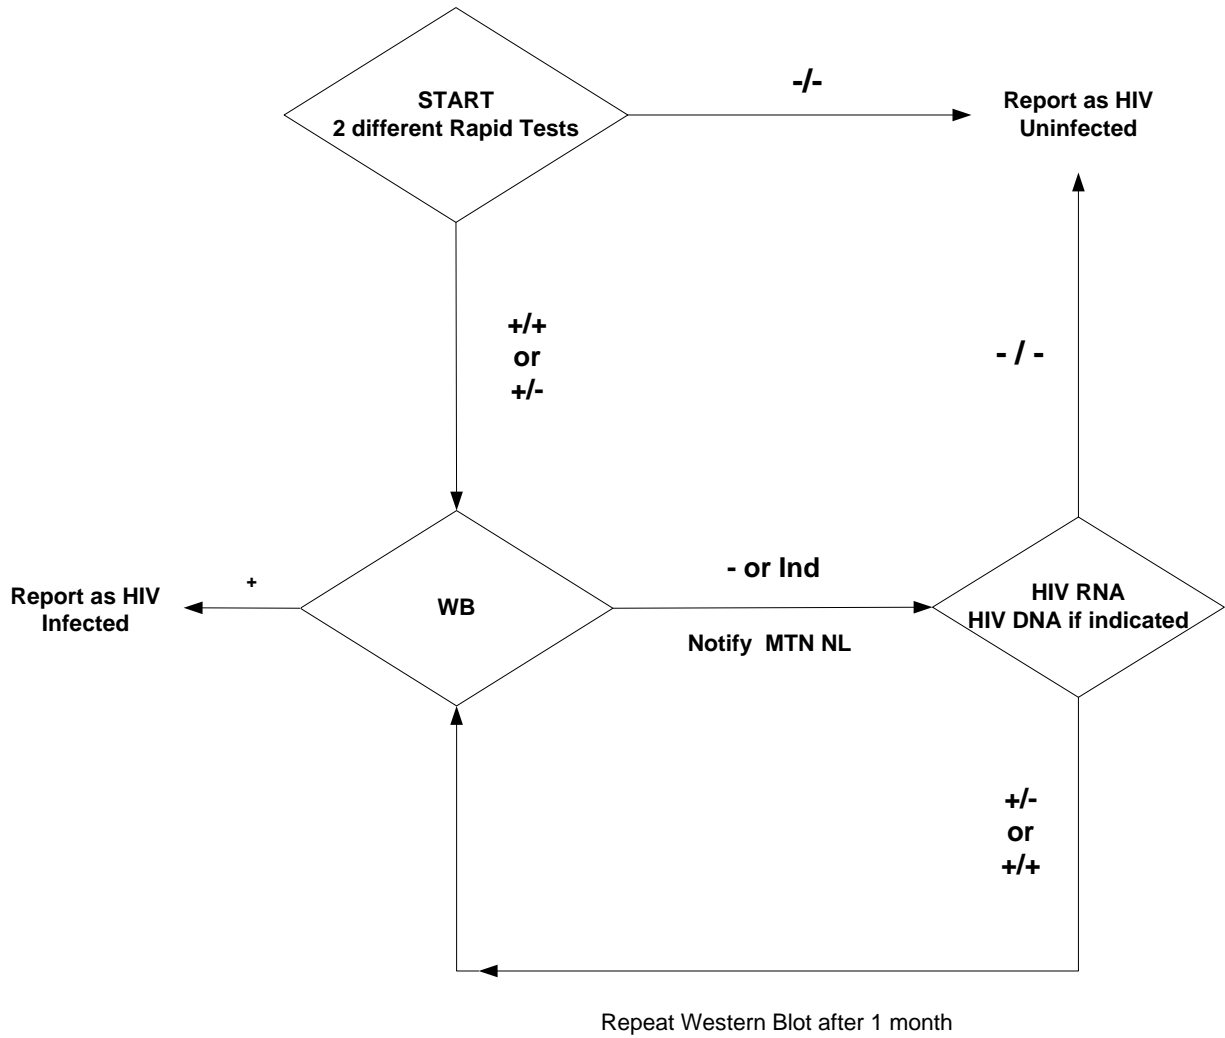 START
2 different Rapid Tests
-/-
Report as HIV
Uninfected
+/+
or
+/-
- / -
Report as HIV
Infected
+
WB
- or Ind
Notify  MTN NL
HIV RNA
HIV DNA if indicated
+/-
or
+/+
Repeat Western Blot after 1 month